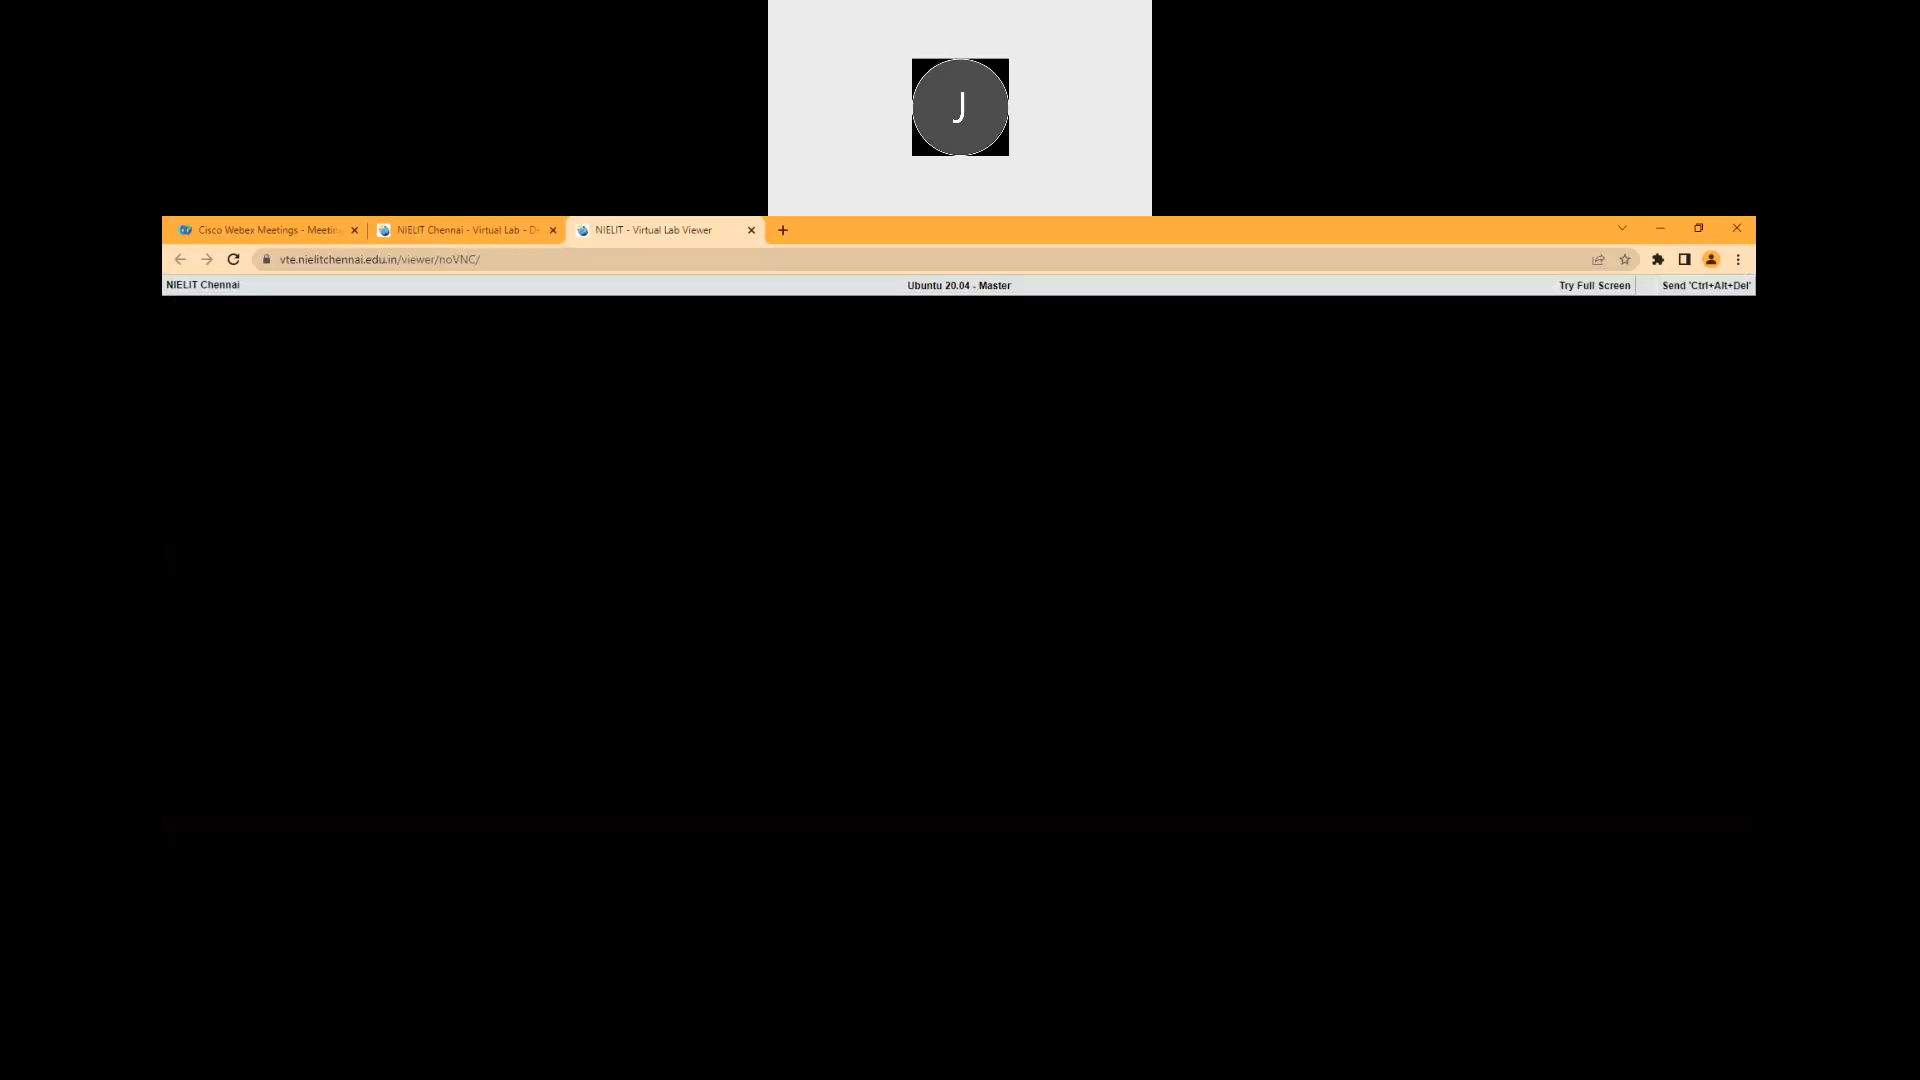 J
Cisco Webex Meetings - Meetin
NIELIT Chennai - Virtual Lab - D
NIELIT - Virtual Lab Viewer
vte.nielitchennai.edu.in/viewer/noVNC/
NIELIT Chennai
Ubuntu 20.04 - Master
Try Full Screen
Send 'Ctrl+Alt+Del'